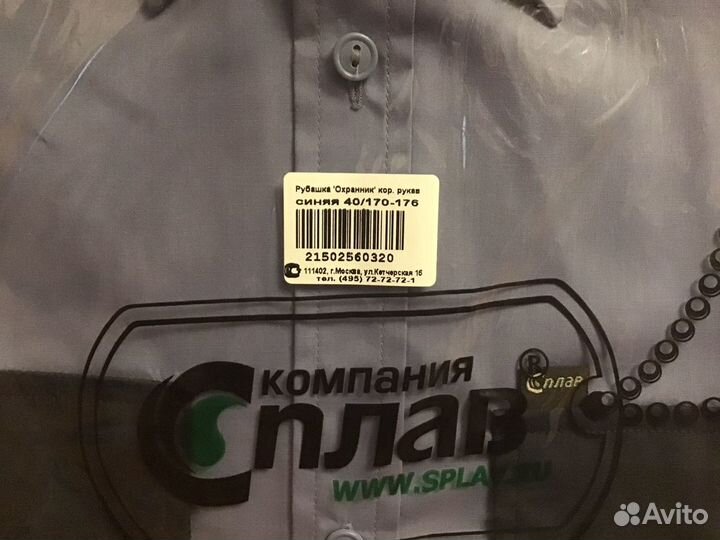 Рубашка 'Охранник' кор. рукав
синяя 40/170-176
21502560320
111402, г.Москва, ул.Кетчерская 16
тел. (495) 72-72-72-1
компания
Сплав®
Сплав
WWW.SPLAV.RU
Avito